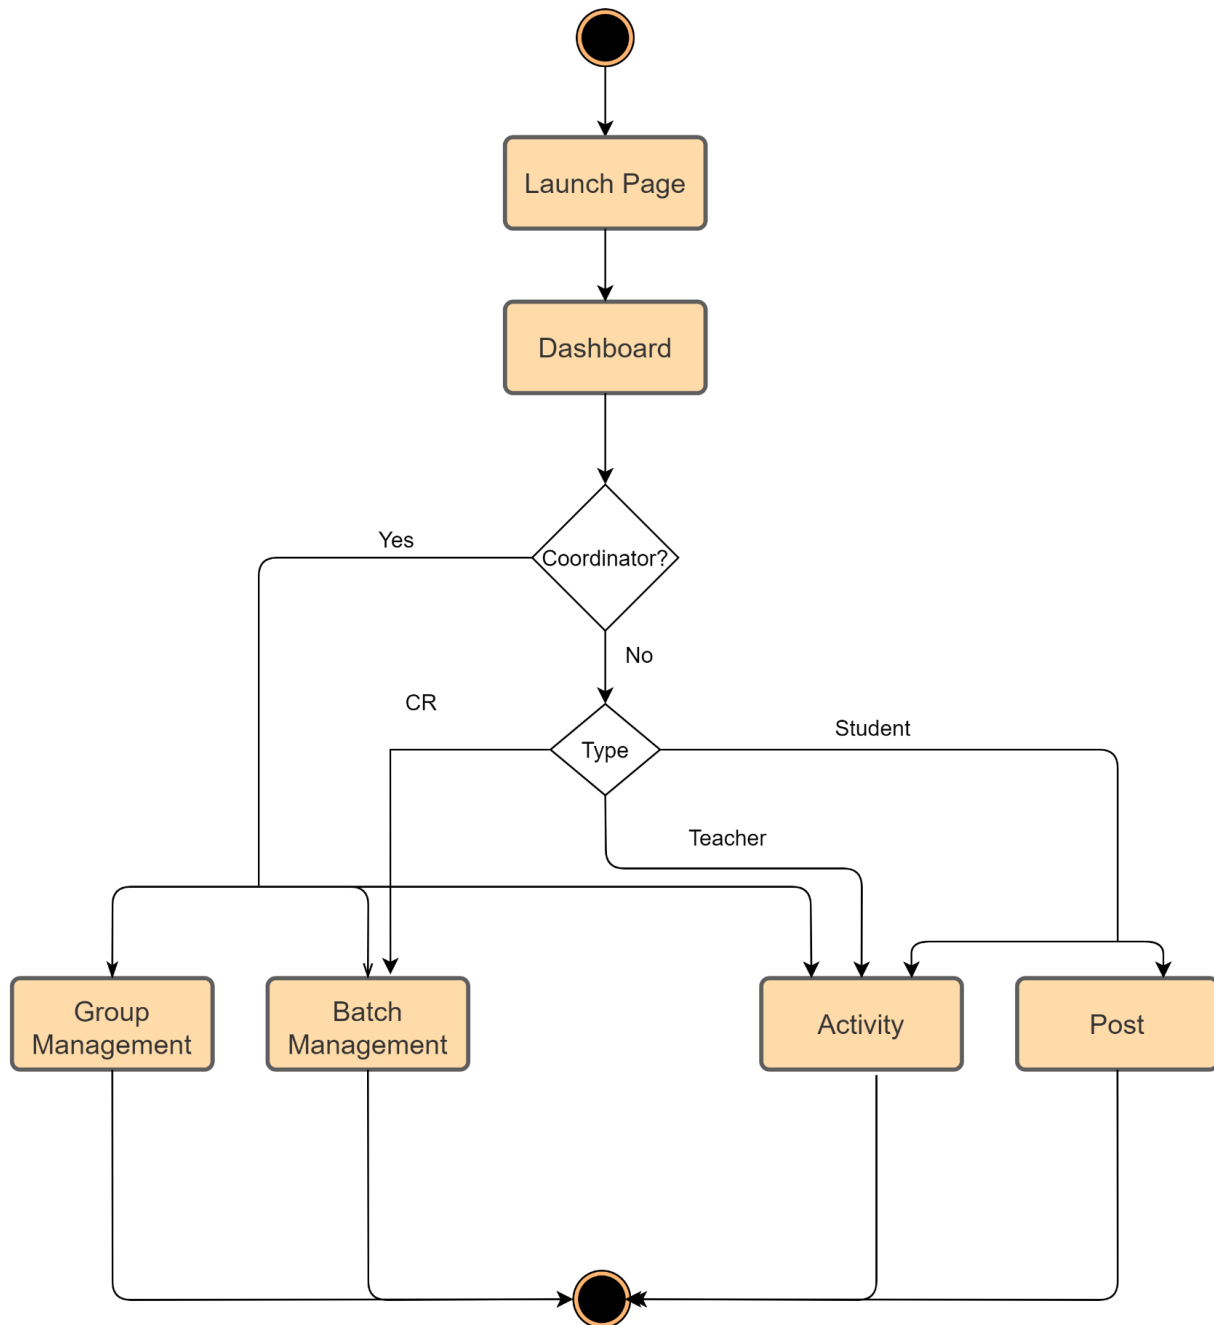 Launch Page
Dashboard
Coordinator?
Yes
No
CR
Type
Student
Teacher
Group
Management
Batch
Management
Activity
Post